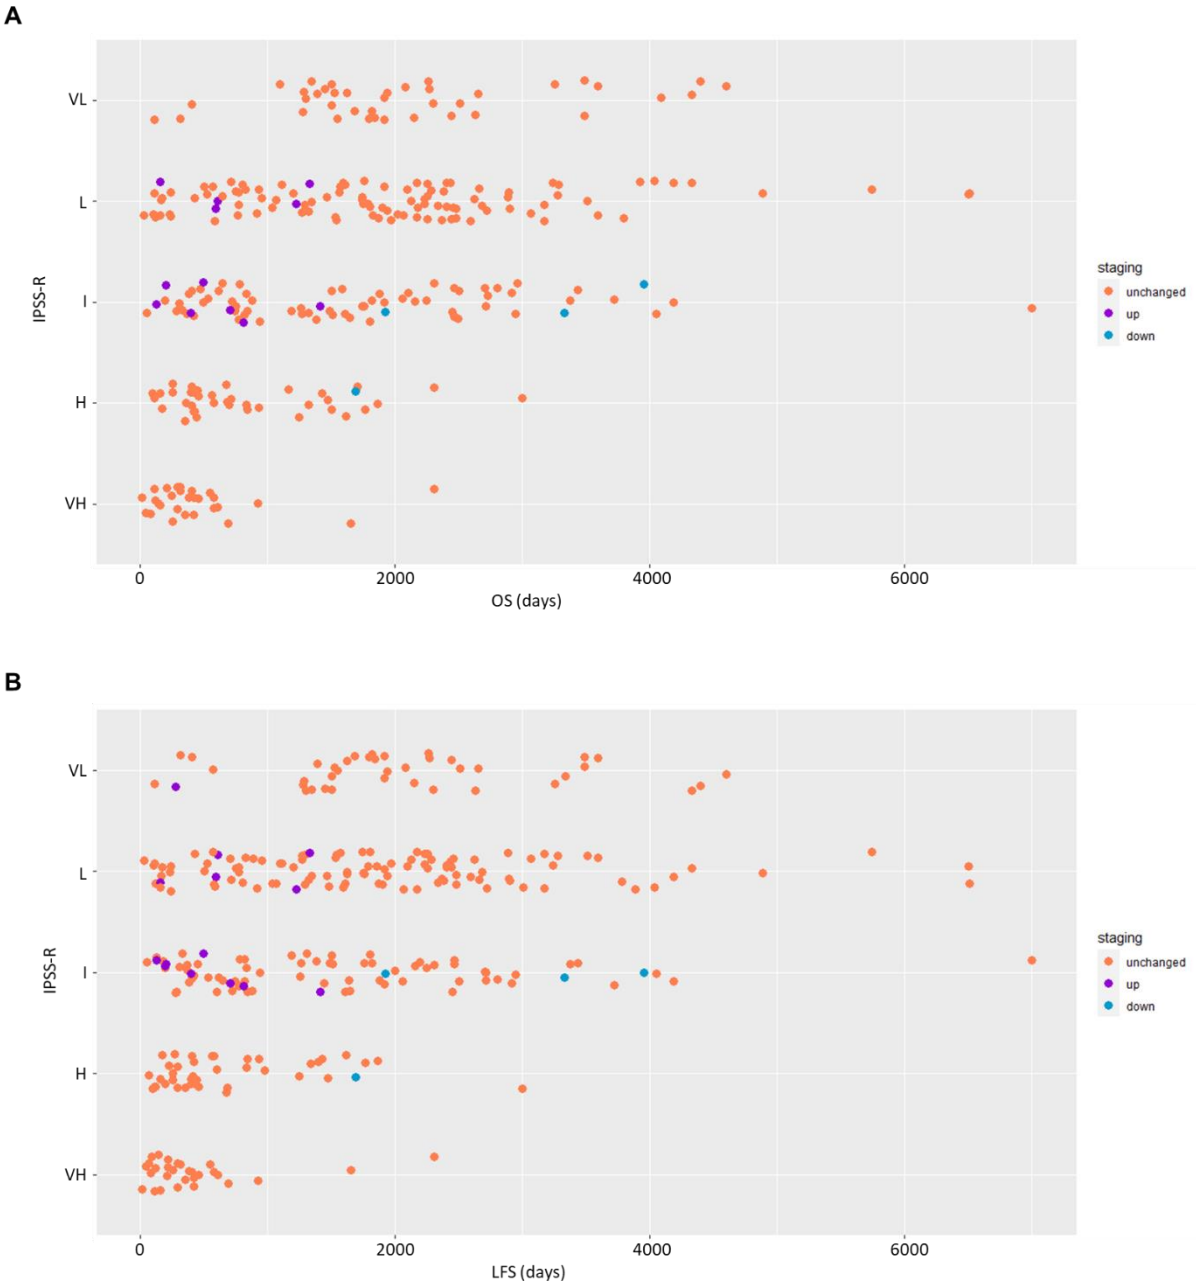 A
VL
L
I
H
VH
IPSS-R
0 2000 4000 6000
OS (days)
staging
unchanged
up
down
B
VL
L
I
H
VH
IPSS-R
0 2000 4000 6000
LFS (days)
staging
unchanged
up
down